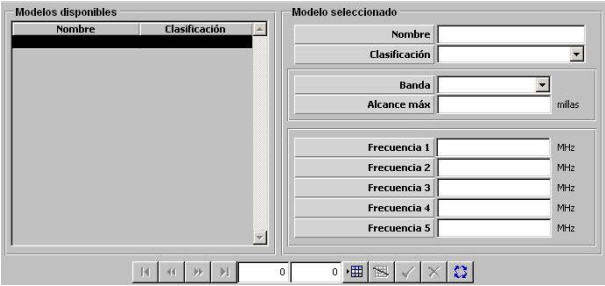 Modelos disponibles
Nombre Clasificación
Modelo seleccionado
Nombre
Clasificación
Banda
Alcance máx millas
Frecuencia 1 MHz
Frecuencia 2 MHz
Frecuencia 3 MHz
Frecuencia 4 MHz
Frecuencia 5 MHz
0 0